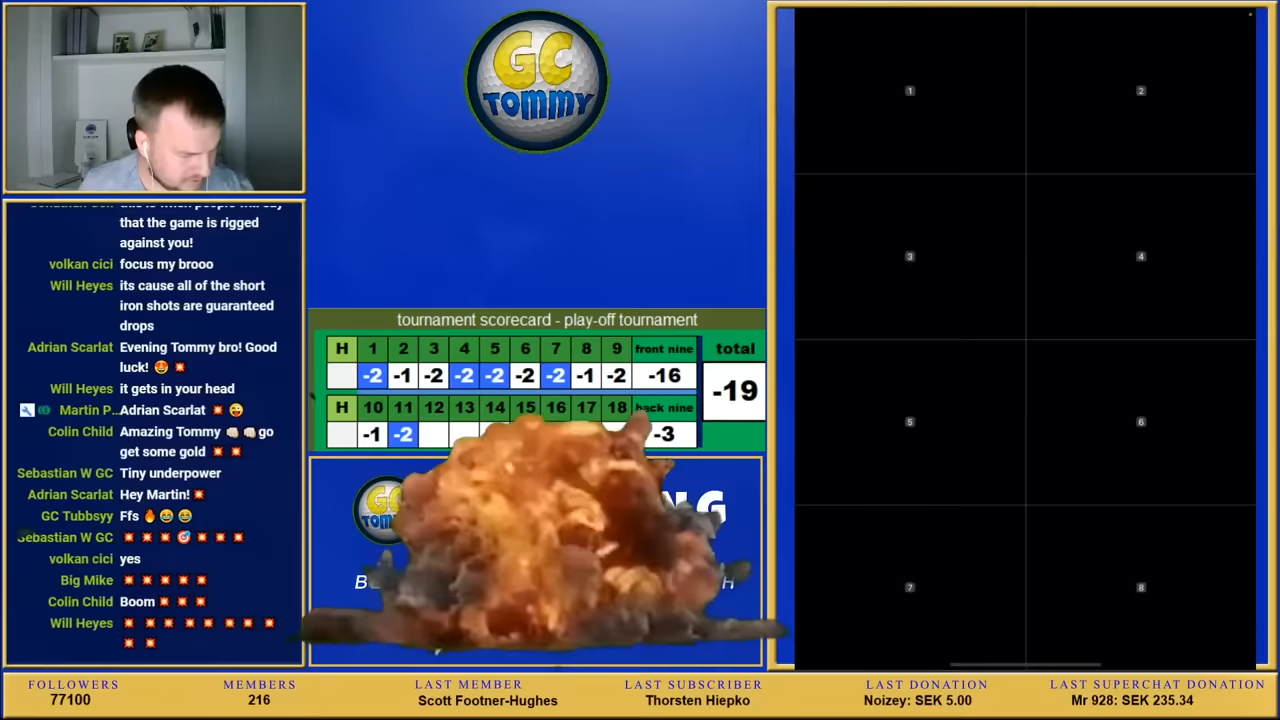 GC
TOMMY
that the game is rigged
against you!
volkan cici focus my brooo
Will Heyes its cause all of the short
iron shots are guaranteed
drops
Adrian Scarlat Evening Tommy bro! Good
luck! 🤩 💥
Will Heyes it gets in your head
Martin P... Adrian Scarlat 💥 😜
Colin Child Amazing Tommy 👊🏻👊🏻go
get some gold 💥 💥
Sebastian W GC Tiny underpower
Adrian Scarlat Hey Martin! 💥
GC Tubbsyy Ffs 🔥 😂 😂
Sebastian W GC 💥 💥 💥 🎯 💥 💥 💥
volkan cici yes
Big Mike 💥 💥 💥 💥 💥
Colin Child Boom 💥 💥 💥
Will Heyes 💥 💥 💥 💥 💥 💥 💥 💥
💥 💥
tournament scorecard - play-off tournament
H 1 2 3 4 5 6 7 8 9 front nine total
-2 -1 -2 -2 -2 -2 -2 -1 -2 -16 -19
H 10 11 12 13 14 15 16 17 18 back nine
-1 -2 -3
GC
1 2
3 4
5 6
7 8
FOLLOWERS
77100
MEMBERS
216
LAST MEMBER
Scott Footner-Hughes
LAST SUBSCRIBER
Thorsten Hiepko
LAST DONATION
Noizey: SEK 5.00
LAST SUPERCHAT DONATION
Mr 928: SEK 235.34